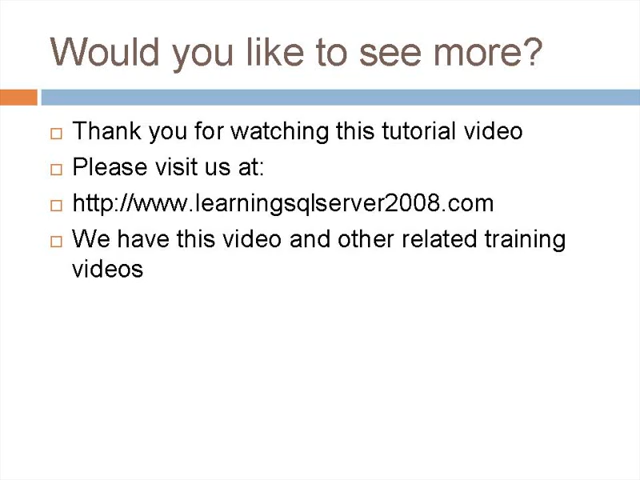 Would you like to see more?
Thank you for watching this tutorial video
Please visit us at:
http://www.learningsqlserver2008.com
We have this video and other related training
videos